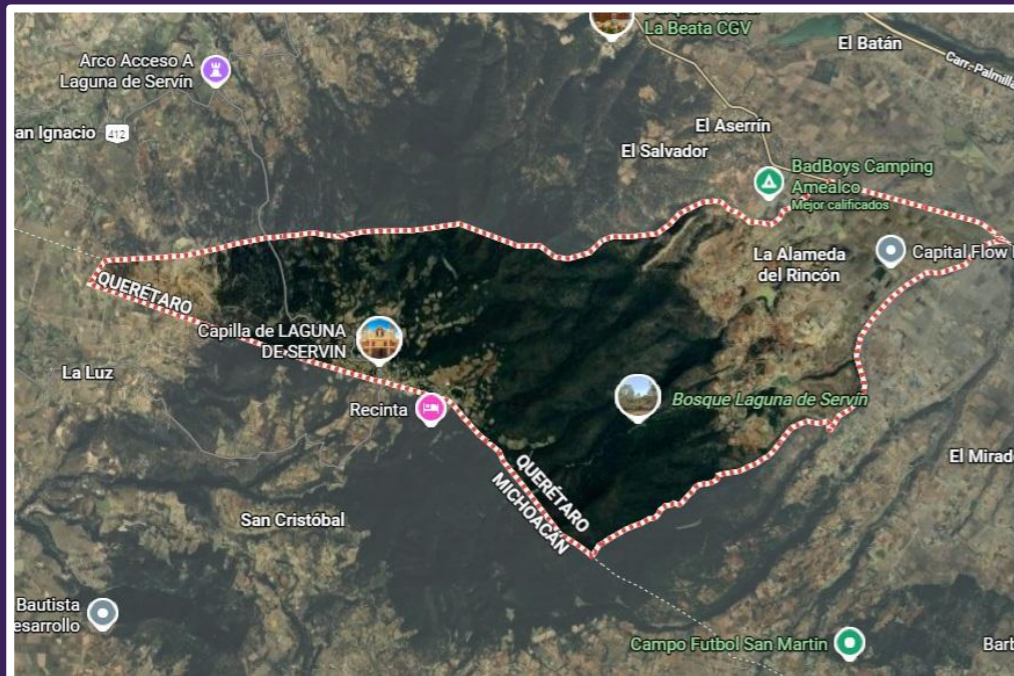 La Beata CGV
El Batán
Carr.-Palmilla
Arco Acceso A
Laguna de Servín
an Ignacio 412
El Aserrín
El Salvador
BadBoys Camping
Amealco
Mejor calificados
La Alameda
del Rincón
Capital Flow
QUERÉTARO
Capilla de LAGUNA
DE SERVIN
La Luz
Recinta
Bosque Laguna de Servín
El Mirad
QUERÉTARO
MICHOACÁN
San Cristóbal
Bautista
esarrollo
Campo Futbol San Martin
Barb